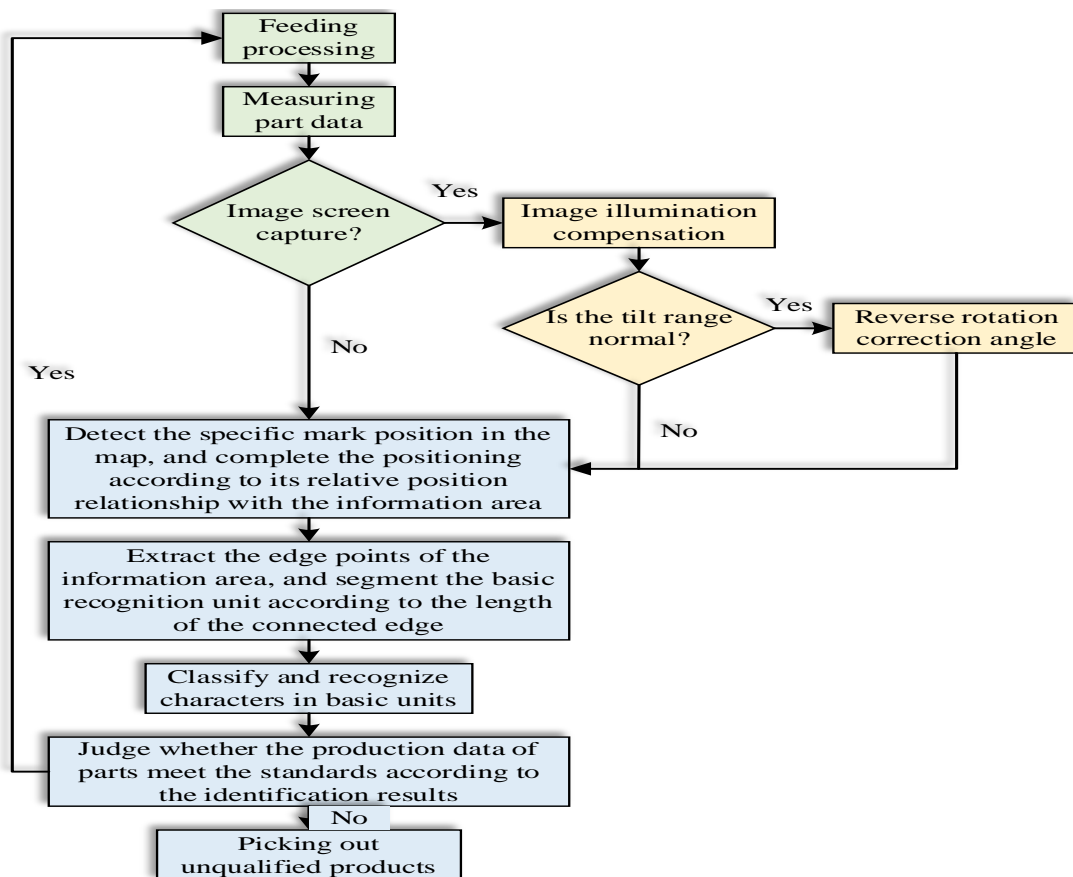 Feeding
processing
Measuring
part data
Image screen
capture?
Yes
Image illumination
compensation
Is the tilt range
normal?
Yes
Reverse rotation
correction angle
No
No
Yes
Detect the specific mark position in the
map, and complete the positioning
according to its relative position
relationship with the information area
Extract the edge points of the
information area, and segment the basic
recognition unit according to the length
of the connected edge
Classify and recognize
characters in basic units
Judge whether the production data of
parts meet the standards according to
the identification results
No
Picking out
unqualified products